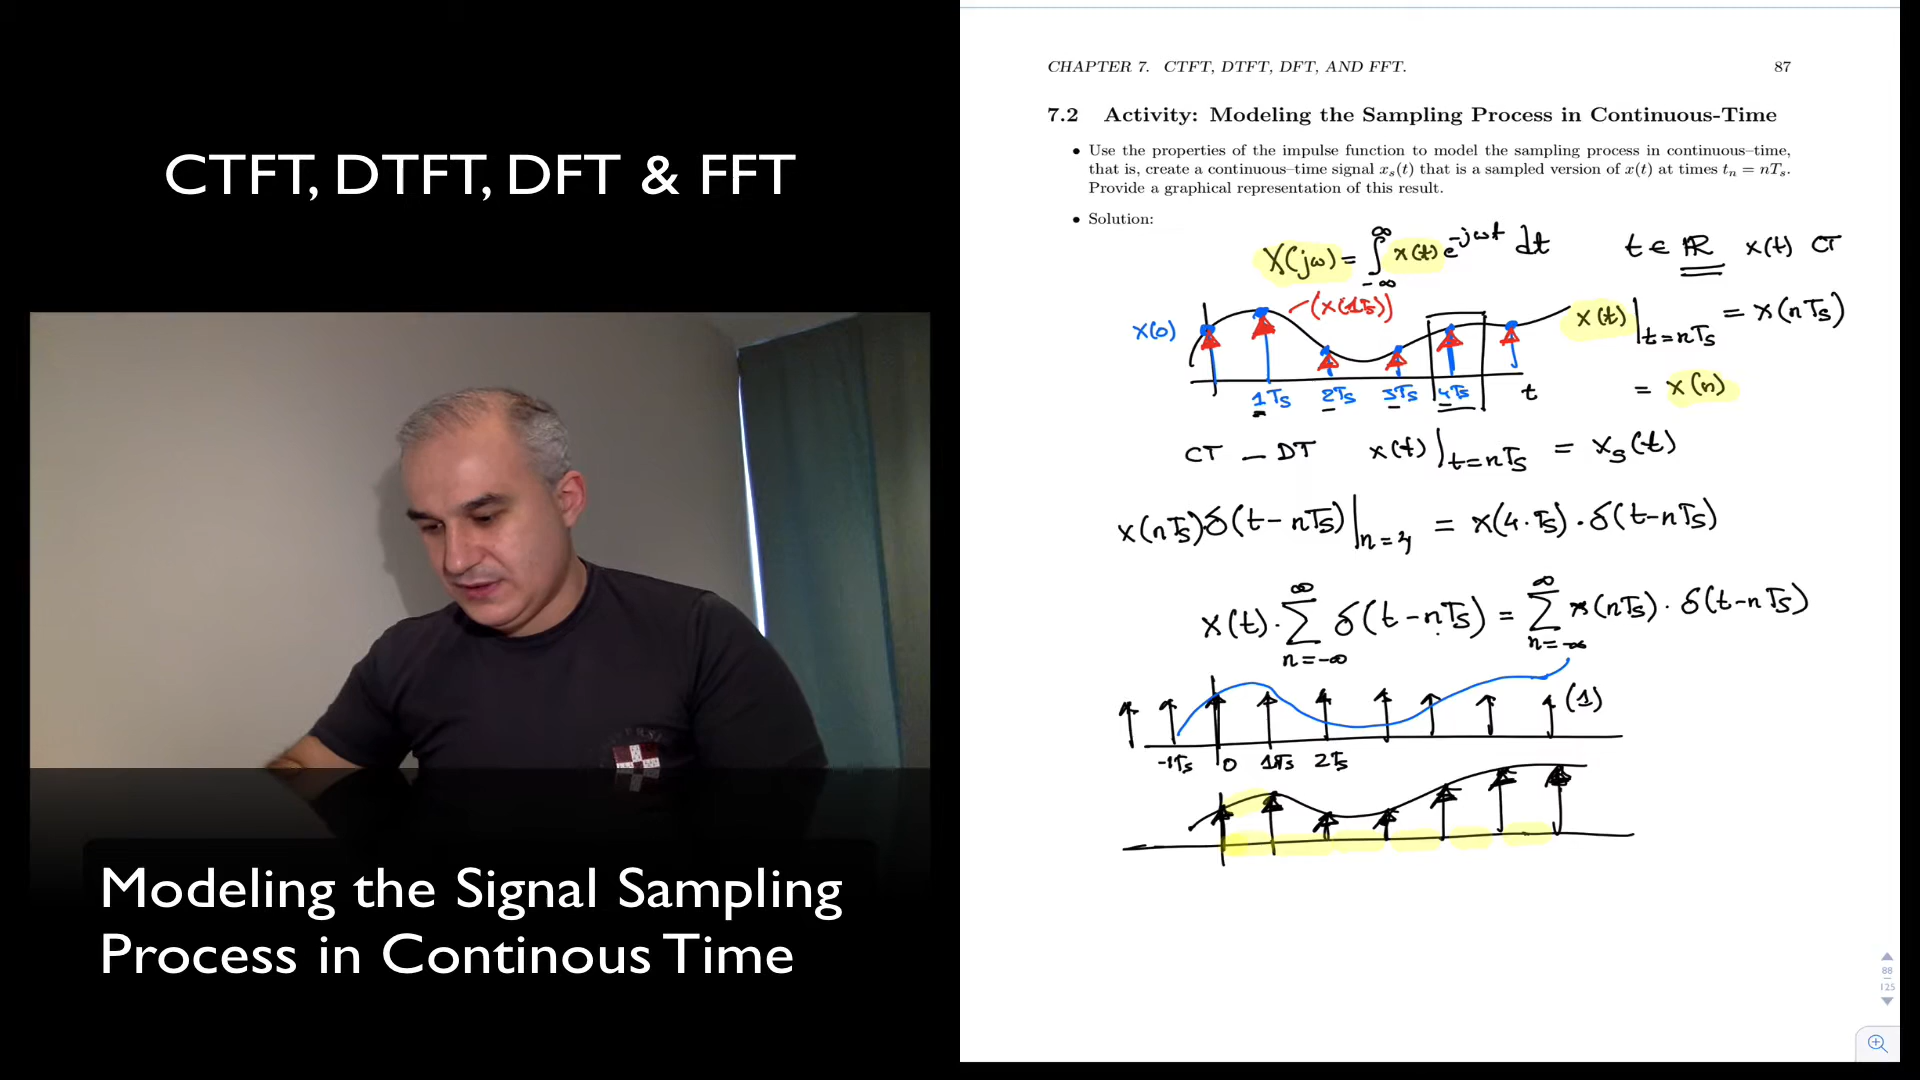 CTFT, DTFT, DFT & FFT
Modeling the Signal Sampling
Process in Continous Time
CHAPTER 7. CTFT, DTFT, DFT, AND FFT. 87
7.2 Activity: Modeling the Sampling Process in Continuous-Time
• Use the properties of the impulse function to model the sampling process in continuous–time,
that is, create a continuous–time signal xₛ(t) that is a sampled version of x(t) at times tₙ = nTₛ.
Provide a graphical representation of this result.
• Solution:
X(jω) = ∫_{-∞}^{∞} x(t) e^{-jωt} dt t ∈ ℝ x(t) CT
x(0) (x(1Ts)) x(t)|_{t=nTs} = x(nTs)
1Ts 2Ts 3Ts 4Ts t = x(n)
CT – DT x(t)|_{t=nTs} = xs(t)
x(nTs)·δ(t–nTs)|_{n=4} = x(4·Ts)·δ(t–nTs)
x(t)·∑_{n=-∞}^{∞} δ(t–nTs) = ∑_{n=-∞}^{∞} x(nTs)·δ(t–nTs)
(1)
-1Ts 0 1Ts 2Ts
88
125